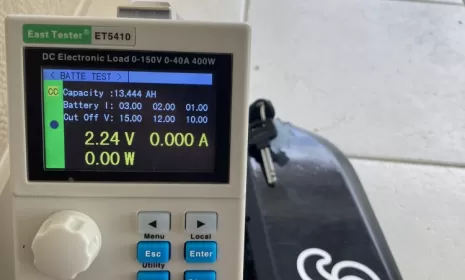 East Tester® ET5410
DC Electronic Load 0-150V 0-40A 400W
< BATTE TEST >
CC
Capacity :13.444 AH
Battery I: 03.00 02.00 01.00
Cut Off V: 15.00 12.00 10.00
2.24 V 0.000 A
0.00 W
◄ ►
Menu Local
Esc Enter
Utility